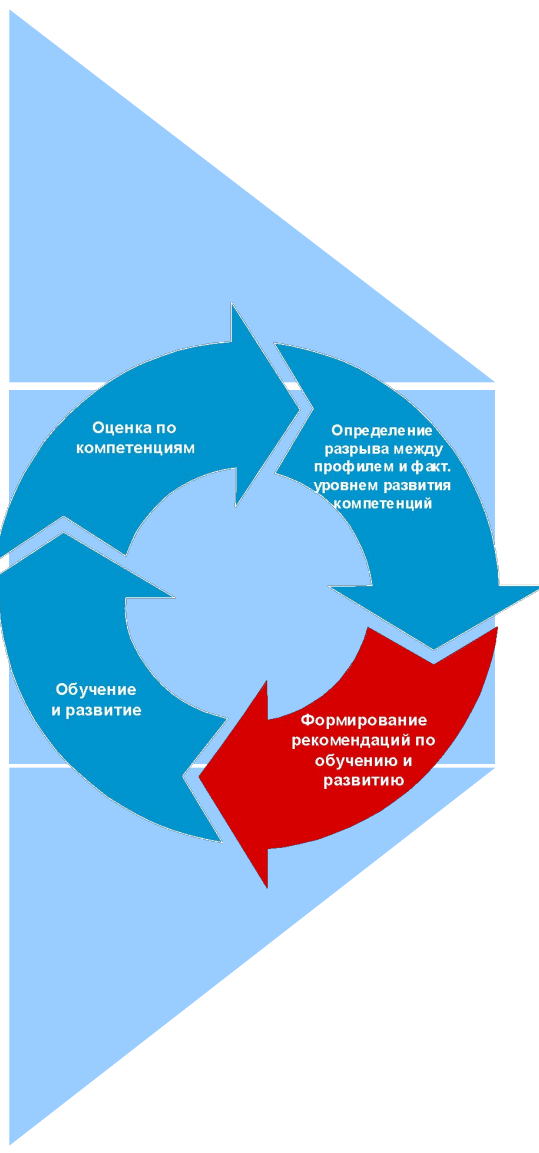 Оценка по
компетенциям
Определение
разрыва между
профилем и факт.
уровнем развития
компетенций
Формирование
рекомендаций по
обучению и
развитию
Обучение
и развитие